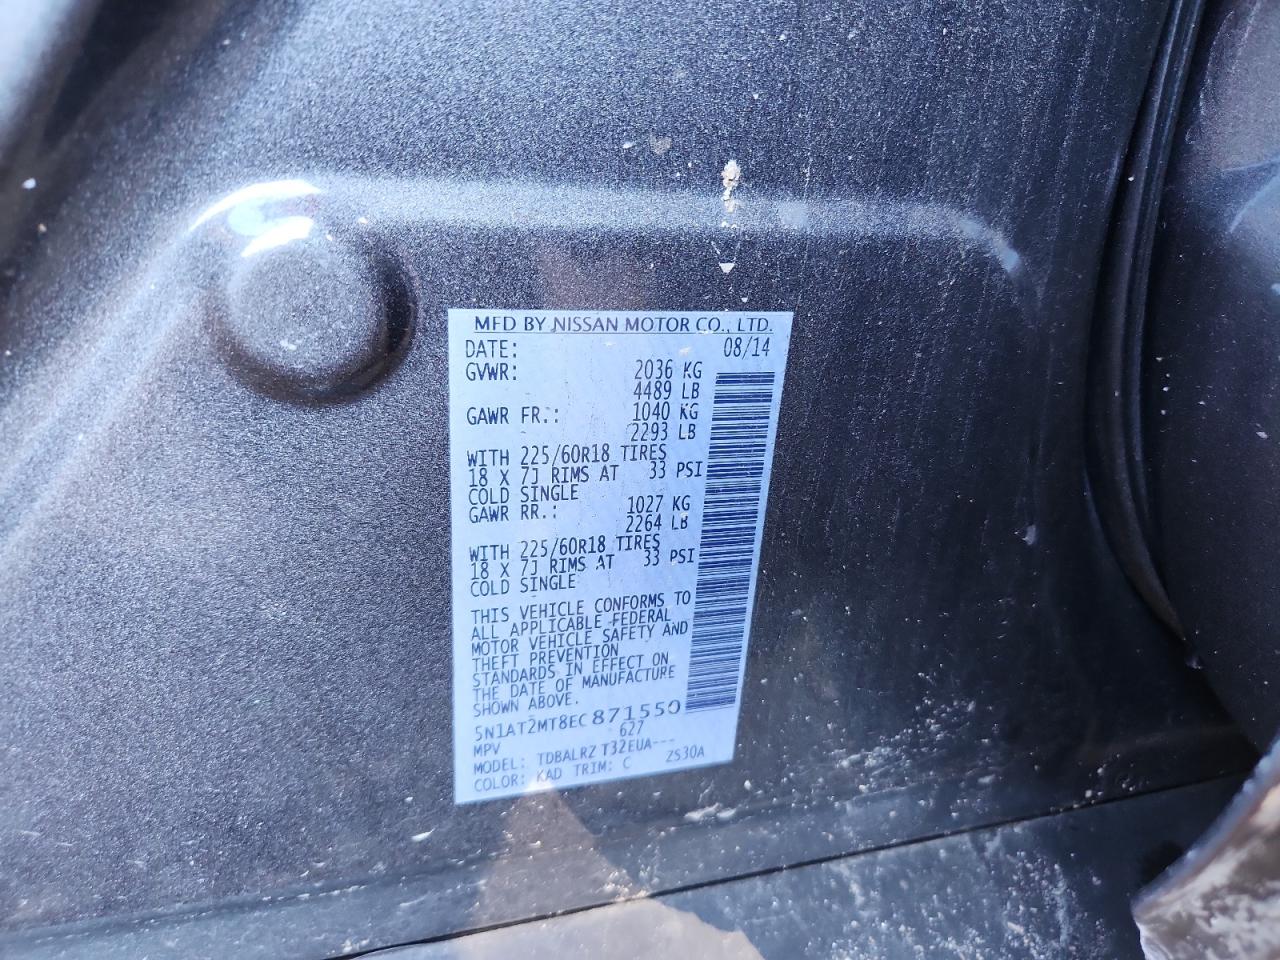 MFD BY NISSAN MOTOR CO., LTD.
DATE: 08/14
GVWR: 2036 KG
4489 LB
GAWR FR.: 1040 KG
2293 LB
WITH 225/60R18 TIRES
18 X 7J RIMS AT 33 PSI
COLD SINGLE
GAWR RR.: 1027 KG
2264 LB
WITH 225/60R18 TIRES
18 X 7J RIMS AT 33 PSI
COLD SINGLE
THIS VEHICLE CONFORMS TO
ALL APPLICABLE FEDERAL
MOTOR VEHICLE SAFETY AND
THEFT PREVENTION
STANDARDS IN EFFECT ON
THE DATE OF MANUFACTURE
SHOWN ABOVE.
5N1AT2MT8EC871550
MPV 627
MODEL: TDBALRZ T32EUA---
COLOR: KAD TRIM: C ZS30A